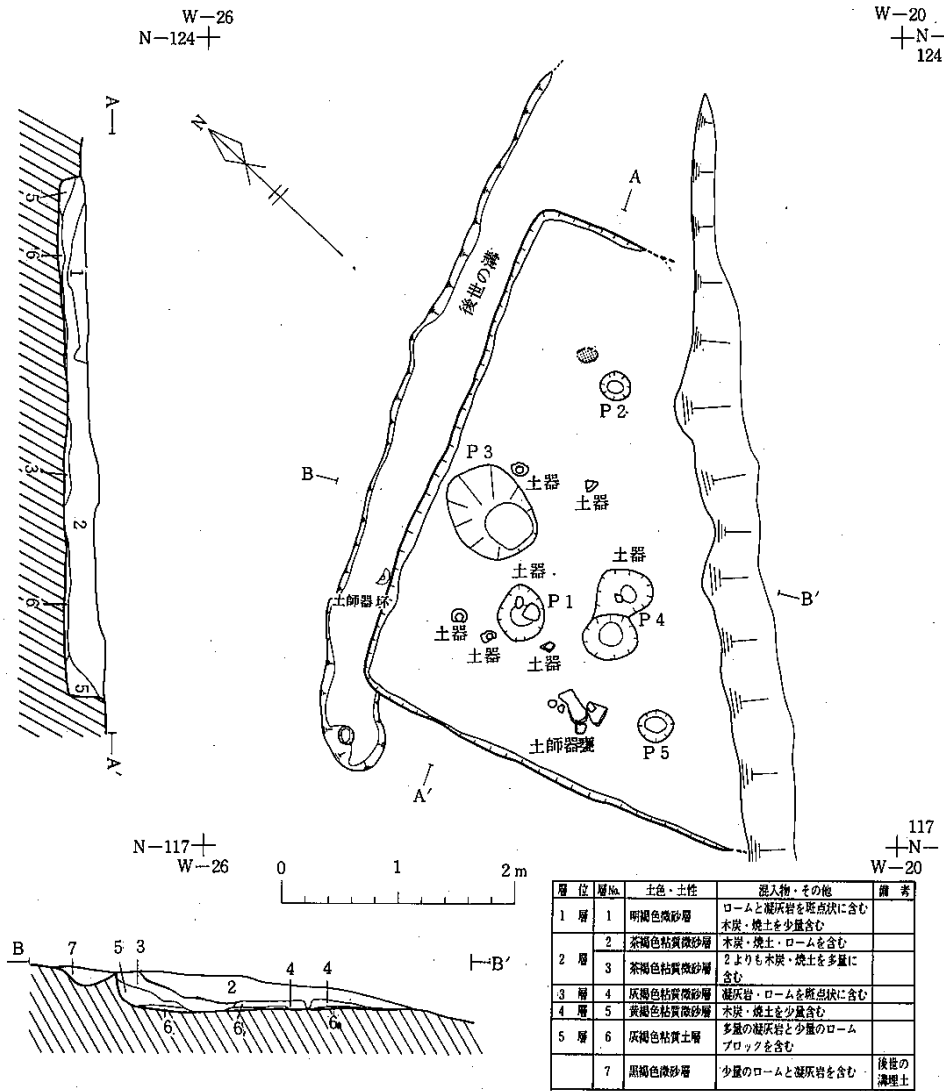 W-26
N-124
W-20
N-
124
A
N
A
後世の溝
5
6
1
P2
B
P3
土器
土器
3
2
土器
土器
土師器坏
P1
P4
B'
土器
土器
土器
6
5
土師器甕
P5
A'
A'
N-117
W-26
117
N-
W-20
0 1 2m
B 7 5 3 2 4 4 B'
6 6 6
層位 層No. 土色・土性 混入物・その他 備考
1層 1 明褐色微砂層 ロームと凝灰岩を斑点状に含む
木炭・焼土を少量含む
2層 2 茶褐色粘質微砂層 木炭・焼土・ロームを含む
3 茶褐色粘質微砂層 2よりも木炭・焼土を多量に
含む
3層 4 灰褐色粘質微砂層 凝灰岩・ロームを斑点状に含む
4層 5 黄褐色粘質微砂層 木炭・焼土を少量含む
5層 6 灰褐色粘質土層 多量の凝灰岩と少量のローム
ブロックを含む
7 黒褐色微砂層 少量のロームと凝灰岩を含む 後世の
溝埋土